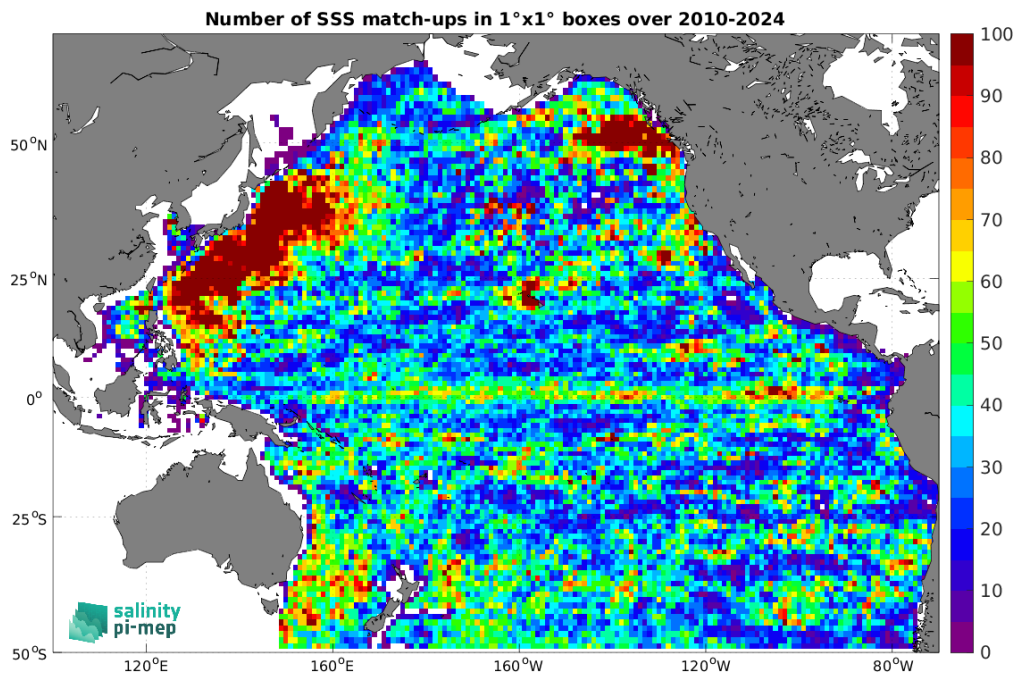 Number of SSS match-ups in 1°x1° boxes over 2010-2024
50°N
25°N
0°
25°S
50°S
120°E
160°E
160°W
120°W
80°W
100
90
80
70
60
50
40
30
20
10
0
salinity
pi-mep